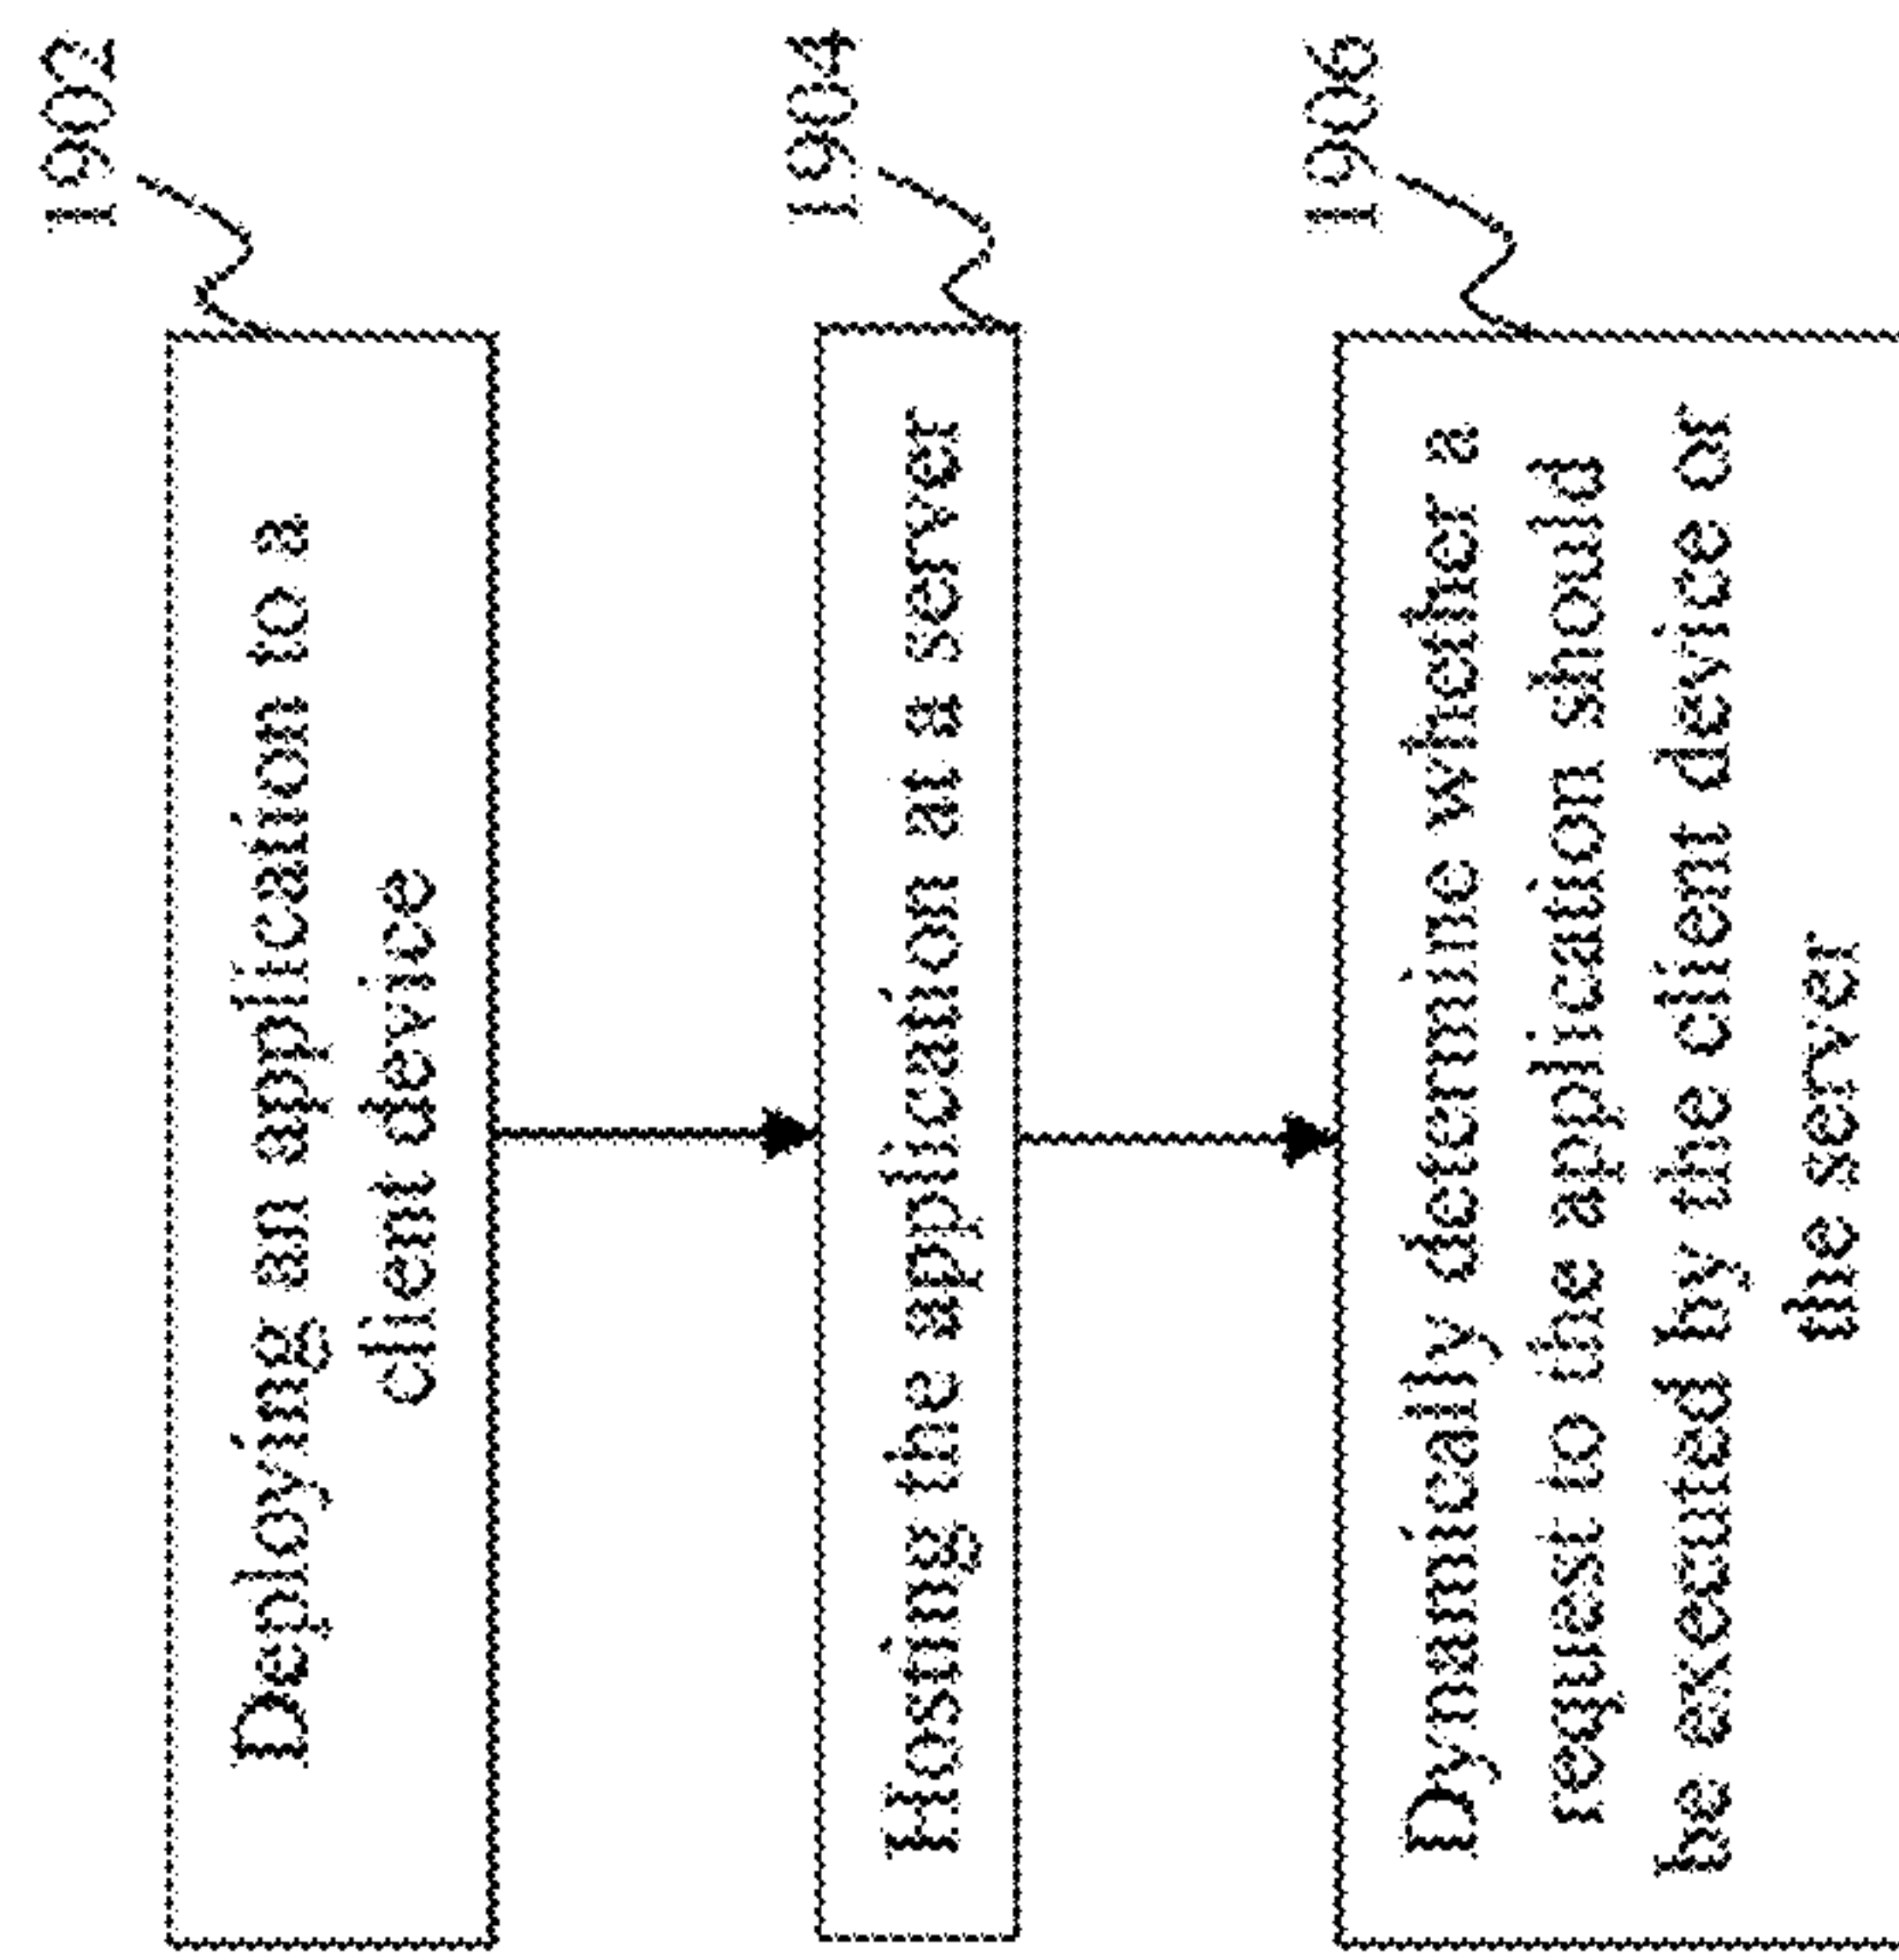 1902
Deploying an application to a
client device
1904
Hosting the application at a server
1906
Dynamically determine whether a
request to the application should
be executed by the client device or
the server